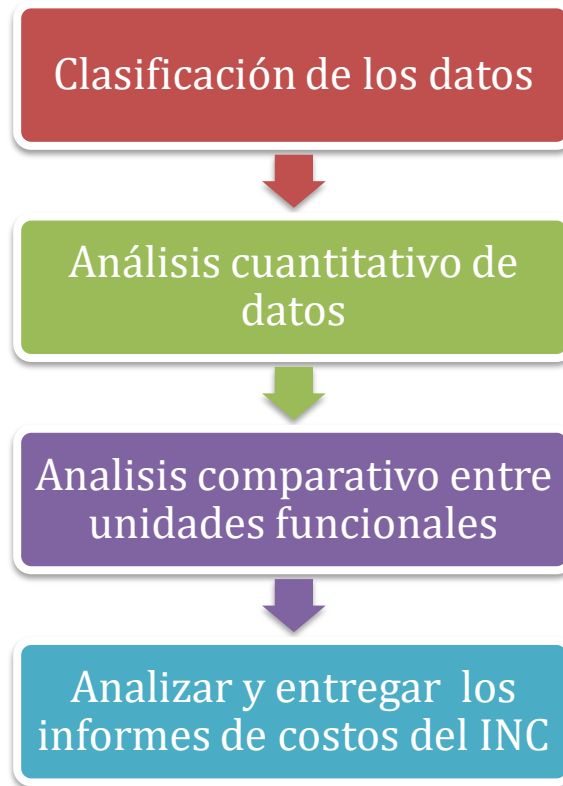 Clasificación de los datos
Análisis cuantitativo de
datos
Analisis comparativo entre
unidades funcionales
Analizar y entregar  los
informes de costos del INC